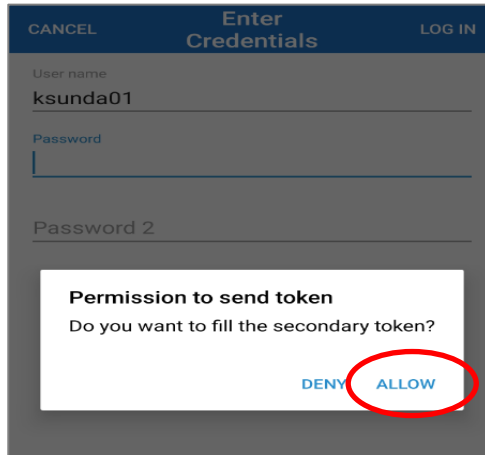 CANCEL Enter Credentials LOG IN
User name
ksunda01
Password
Password 2
Permission to send token
Do you want to fill the secondary token?
DENY ALLOW